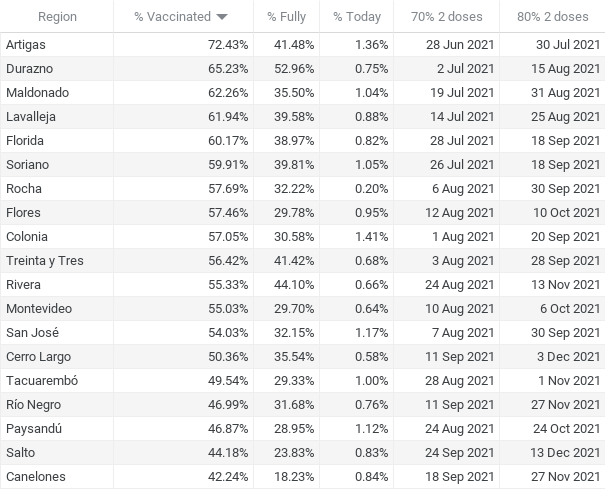 Region % Vaccinated % Fully % Today 70% 2 doses 80% 2 doses
Artigas 72.43% 41.48% 1.36% 28 Jun 2021 30 Jul 2021
Durazno 65.23% 52.96% 0.75% 2 Jul 2021 15 Aug 2021
Maldonado 62.26% 35.50% 1.04% 19 Jul 2021 31 Aug 2021
Lavalleja 61.94% 39.58% 0.88% 14 Jul 2021 25 Aug 2021
Florida 60.17% 38.97% 0.82% 28 Jul 2021 18 Sep 2021
Soriano 59.91% 39.81% 1.05% 26 Jul 2021 18 Sep 2021
Rocha 57.69% 32.22% 0.20% 6 Aug 2021 30 Sep 2021
Flores 57.46% 29.78% 0.95% 12 Aug 2021 10 Oct 2021
Colonia 57.05% 30.58% 1.41% 1 Aug 2021 20 Sep 2021
Treinta y Tres 56.42% 41.42% 0.68% 3 Aug 2021 28 Sep 2021
Rivera 55.33% 44.10% 0.66% 24 Aug 2021 13 Nov 2021
Montevideo 55.03% 29.70% 0.64% 10 Aug 2021 6 Oct 2021
San José 54.03% 32.15% 1.17% 7 Aug 2021 30 Sep 2021
Cerro Largo 50.36% 35.54% 0.58% 11 Sep 2021 3 Dec 2021
Tacuarembó 49.54% 29.33% 1.00% 28 Aug 2021 1 Nov 2021
Río Negro 46.99% 31.68% 0.76% 11 Sep 2021 27 Nov 2021
Paysandú 46.87% 28.95% 1.12% 24 Aug 2021 24 Oct 2021
Salto 44.18% 23.83% 0.83% 24 Sep 2021 13 Dec 2021
Canelones 42.24% 18.23% 0.84% 18 Sep 2021 27 Nov 2021